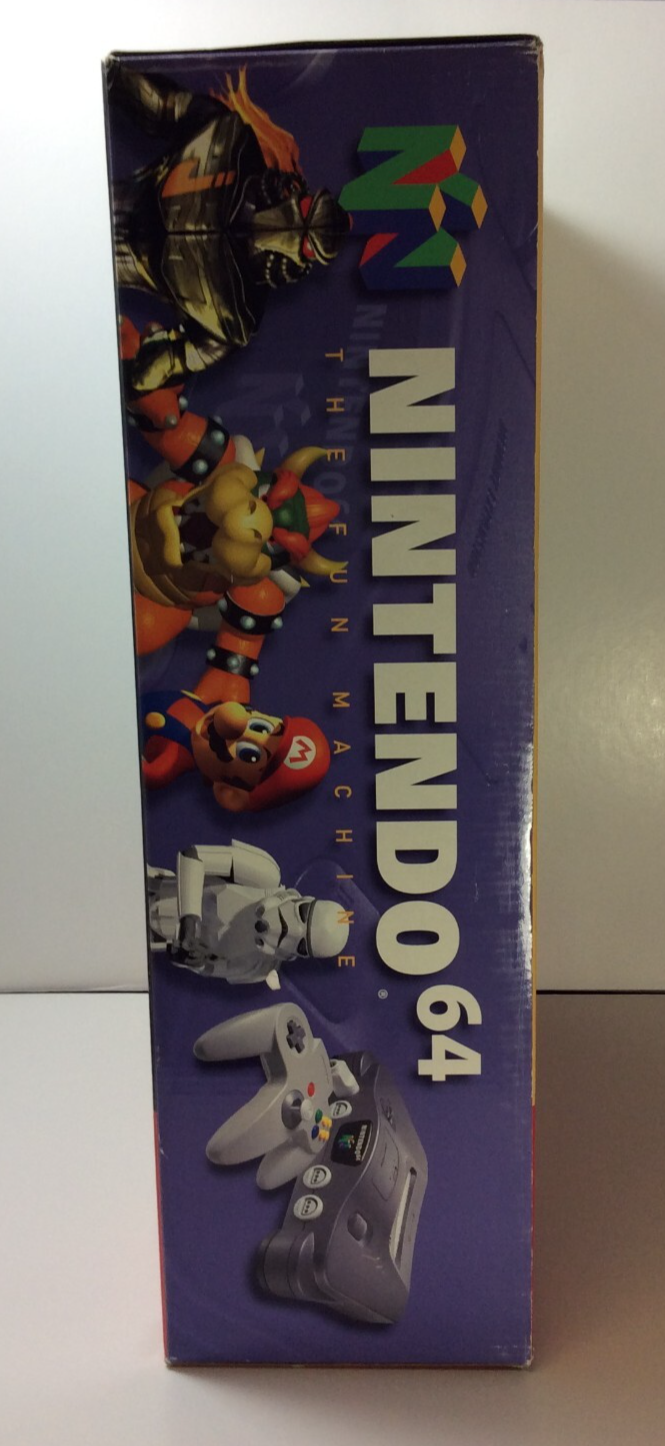 NINTENDO 64
®
THE FUN MACHINE